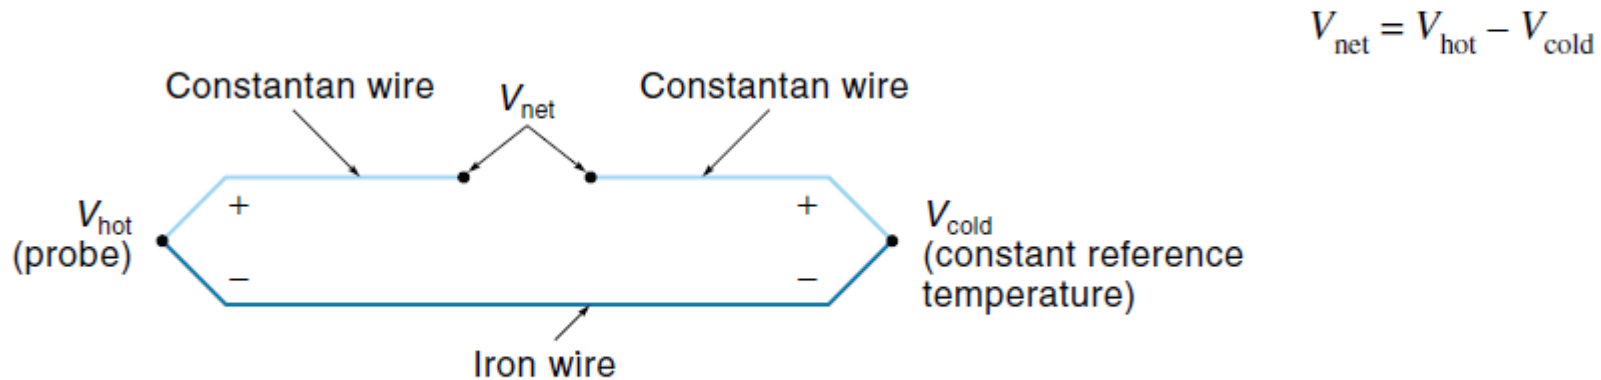 V_net = V_hot – V_cold
Constantan wire
V_net
Constantan wire
+
+
V_hot
(probe)
V_cold
(constant reference
temperature)
–
–
Iron wire